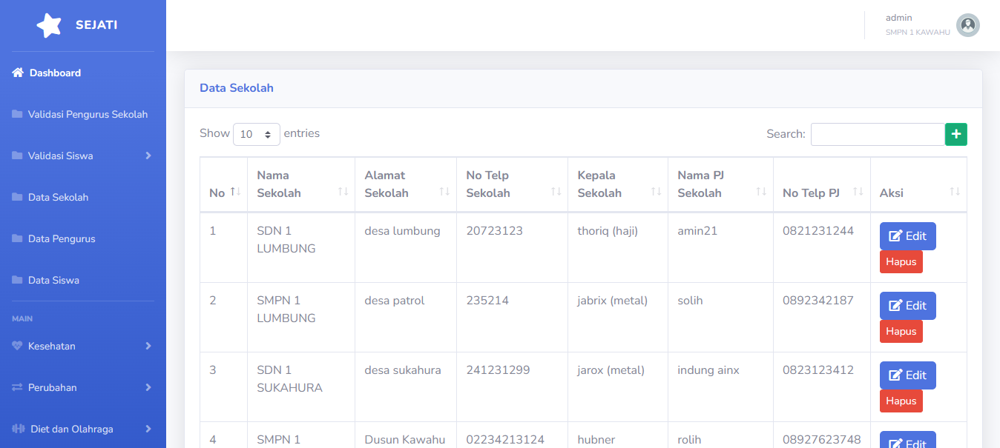 SEJATI
Dashboard
Validasi Pengurus Sekolah
Validasi Siswa
Data Sekolah
Data Pengurus
Data Siswa
MAIN
Kesehatan
Perubahan
Diet dan Olahraga
admin
SMPN 1 KAWAHU
Data Sekolah
Show 10 entries
Search:
No Nama Sekolah Alamat Sekolah No Telp Sekolah Kepala Sekolah Nama PJ Sekolah No Telp PJ Aksi
1 SDN 1 LUMBUNG desa lumbung 20723123 thoriq (haji) amin21 0821231244 Edit Hapus
2 SMPN 1 LUMBUNG desa patrol 235214 jabrix (metal) solih 0892342187 Edit Hapus
3 SDN 1 SUKAHURA desa sukahura 241231299 jarox (metal) indung ainx 0823123412 Edit Hapus
4 SMPN 1 Dusun Kawahu 02234213124 hubner rolih 08927623748 Edit